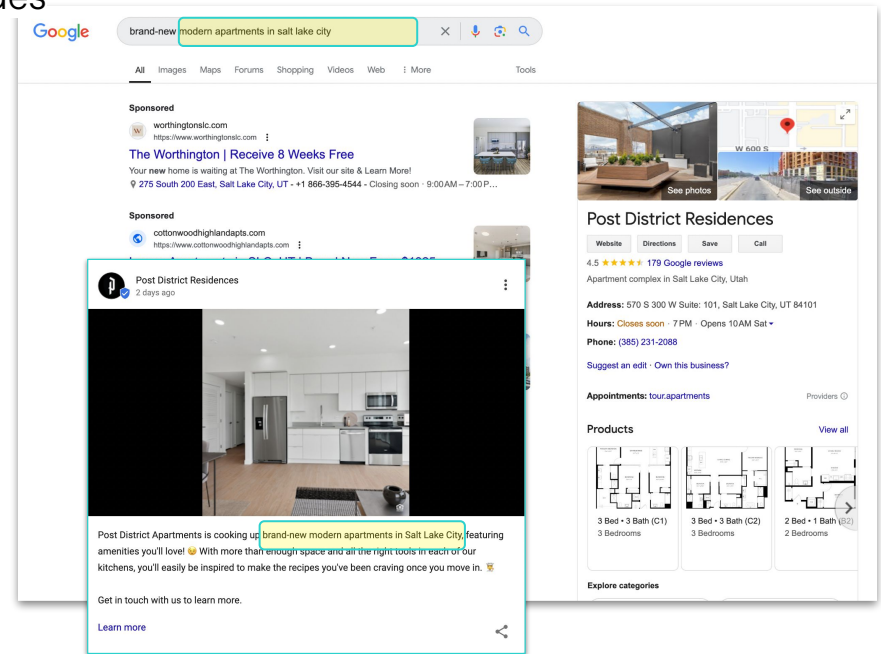 Google
brand-new modern apartments in salt lake city
All Images Maps Forums Shopping Videos Web More Tools
Sponsored
W
worthingtonslc.com
https://www.worthingtonslc.com
The Worthington | Receive 8 Weeks Free
Your new home is waiting at The Worthington. Visit our site & Learn More!
275 South 200 East, Salt Lake City, UT - +1 866-395-4544 - Closing soon · 9:00 AM – 7:00 P...
Sponsored
cottonwoodhighlandapts.com
https://www.cottonwoodhighlandapts.com
Post District Residences
2 days ago
Post District Apartments is cooking up brand-new modern apartments in Salt Lake City, featuring
amenities you'll love! 😉 With more than enough space and all the right tools in each of our
kitchens, you'll easily be inspired to make the recipes you've been craving once you move in.
Get in touch with us to learn more.
Learn more
W 600 S
See photos
See outside
Post District Residences
Website Directions Save Call
4.5 ★★★★★ 179 Google reviews
Apartment complex in Salt Lake City, Utah
Address: 570 S 300 W Suite: 101, Salt Lake City, UT 84101
Hours: Closes soon · 7 PM · Opens 10 AM Sat
Phone: (385) 231-2088
Suggest an edit · Own this business?
Appointments: tour.apartments Providers
Products View all
3 Bed • 3 Bath (C1)
3 Bedrooms
3 Bed • 3 Bath (C2)
3 Bedrooms
2 Bed • 1 Bath (B2)
2 Bedrooms
Explore categories